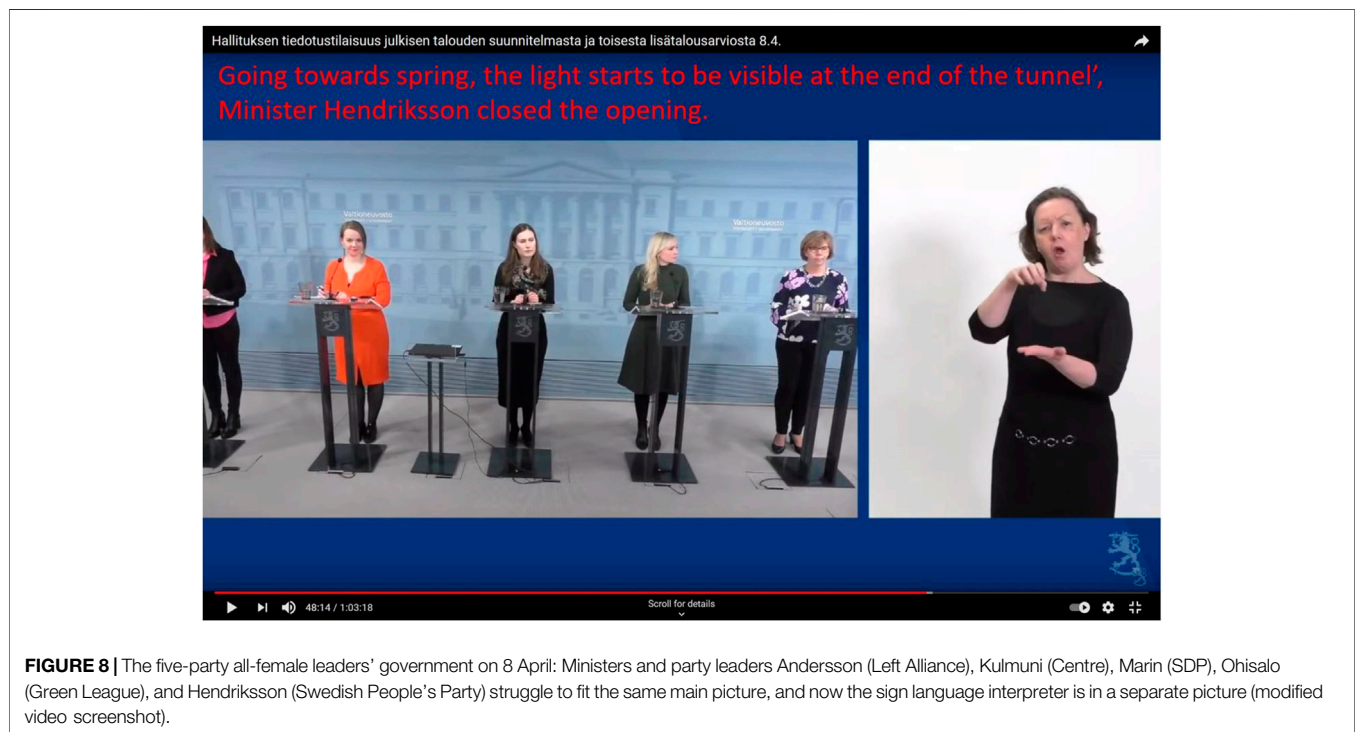 Hallituksen tiedotustilaisuus julkisen talouden suunnitelmasta ja toisesta lisätalousarviosta 8.4.
Going towards spring, the light starts to be visible at the end of the tunnel’,
Minister Hendriksson closed the opening.
Valtioneuvosto
Valtioneuvosto
48:14 / 1:03:18
Scroll for details
FIGURE 8 | The five-party all-female leaders’ government on 8 April: Ministers and party leaders Andersson (Left Alliance), Kulmuni (Centre), Marin (SDP), Ohisalo
(Green League), and Hendriksson (Swedish People’s Party) struggle to fit the same main picture, and now the sign language interpreter is in a separate picture (modified
video screenshot).